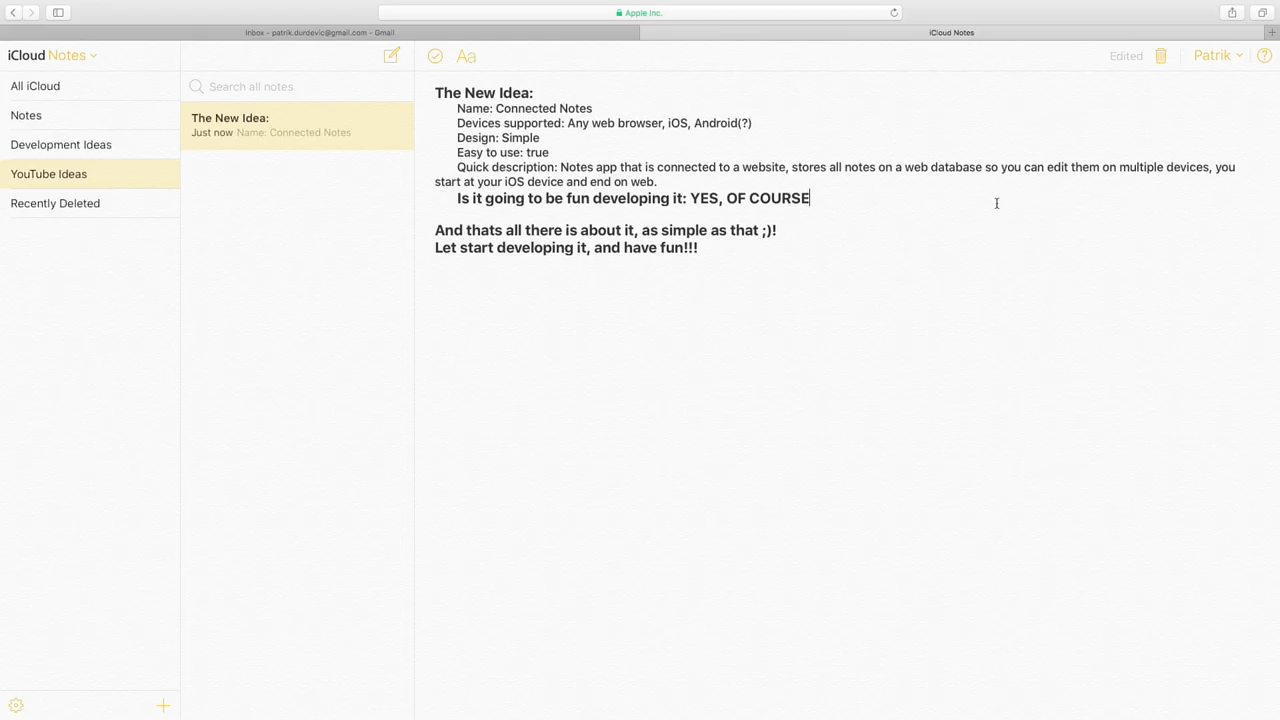 Apple Inc.
Inbox - patrik.durdevic@gmail.com - Gmail
iCloud Notes
iCloud Notes
All iCloud
Notes
Development Ideas
YouTube Ideas
Recently Deleted
Search all notes
The New Idea:
Just now Name: Connected Notes
Aa
Edited
Patrik
?
The New Idea:
Name: Connected Notes
Devices supported: Any web browser, iOS, Android(?)
Design: Simple
Easy to use: true
Quick description: Notes app that is connected to a website, stores all notes on a web database so you can edit them on multiple devices, you
start at your iOS device and end on web.
Is it going to be fun developing it: YES, OF COURSE
And thats all there is about it, as simple as that ;)!
Let start developing it, and have fun!!!